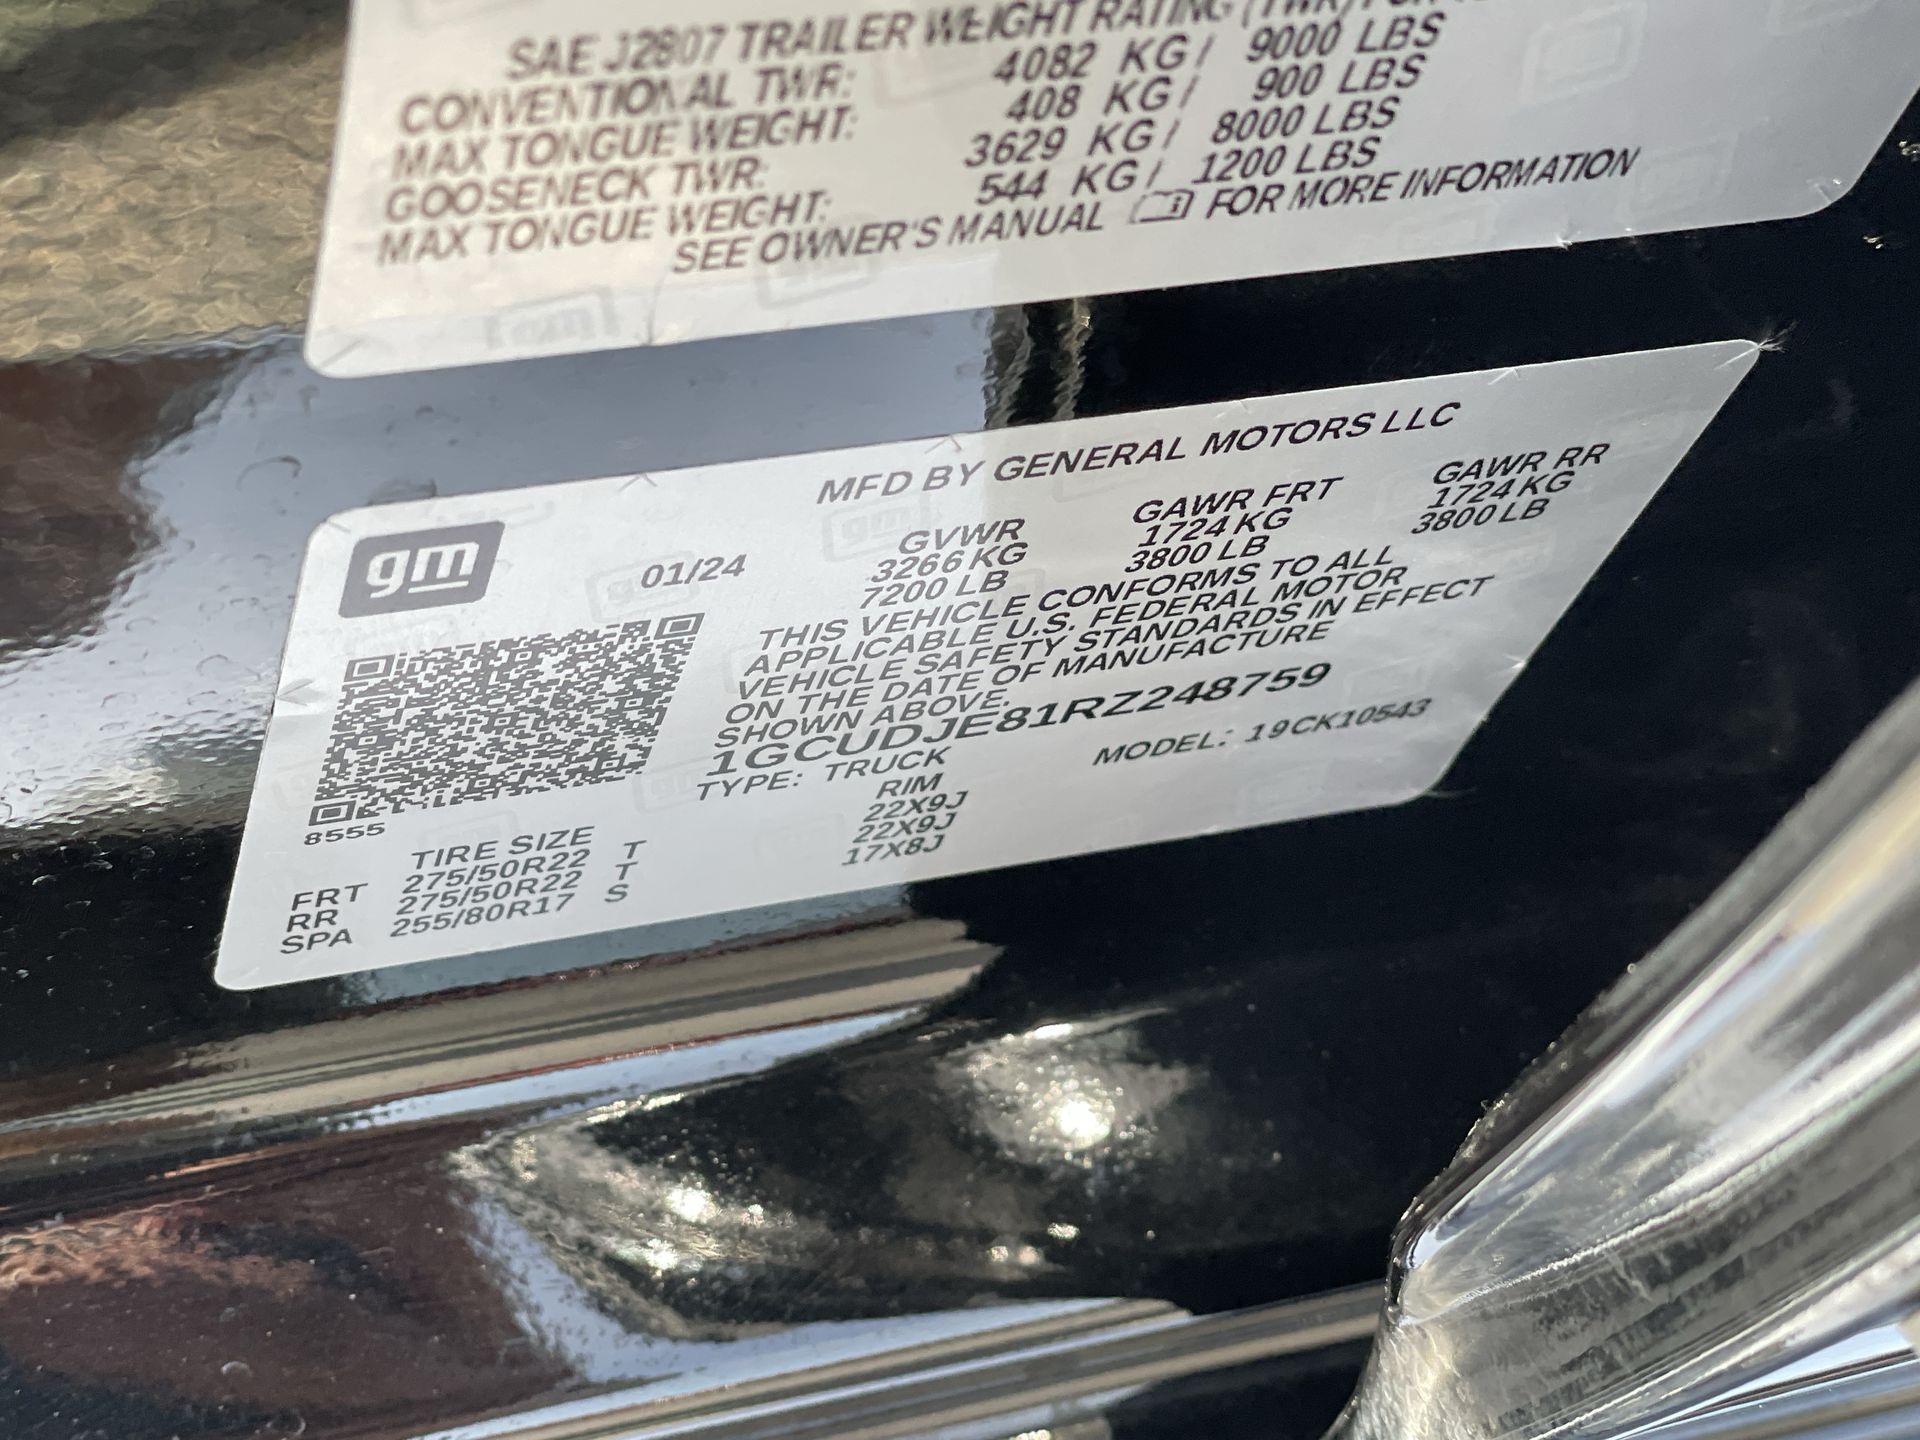 SAE J2807 TRAILER WEIGHT RATING (TWR) FOR
CONVENTIONAL TWR: 4082 KG / 9000 LBS
MAX TONGUE WEIGHT: 408 KG / 900 LBS
GOOSENECK TWR: 3629 KG / 8000 LBS
MAX TONGUE WEIGHT: 544 KG / 1200 LBS
SEE OWNER'S MANUAL FOR MORE INFORMATION
MFD BY GENERAL MOTORS LLC
gm 01/24
GVWR GAWR FRT GAWR RR
3266 KG 1724 KG 1724 KG
7200 LB 3800 LB 3800 LB
THIS VEHICLE CONFORMS TO ALL
APPLICABLE U.S. FEDERAL MOTOR
VEHICLE SAFETY STANDARDS IN EFFECT
ON THE DATE OF MANUFACTURE
SHOWN ABOVE.
1GCUDJE81RZ248759
TYPE: TRUCK MODEL: 19CK10543
8555
TIRE SIZE RIM
FRT 275/50R22 T 22X9J
RR 275/50R22 T 22X9J
SPA 255/80R17 S 17X8J